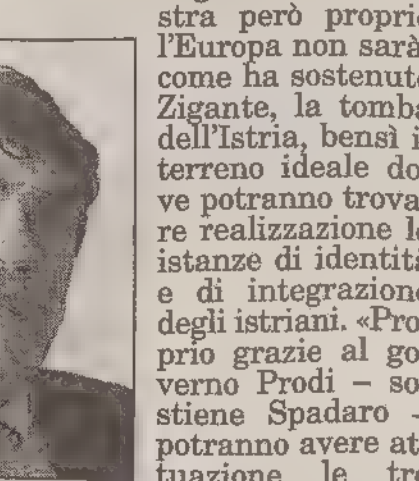 stra però propri
l'Europa non sarà
come ha sostenut
Zigante, la tomba
dell'Istria, bensì i
terreno ideale do
ve potranno trova
re realizzazione l
istanze di identità
e di integrazion
degli istriani. «Pro
prio grazie al go
verno Prodi – so
stiene Spadaro -
potranno avere at
tuazione le tre